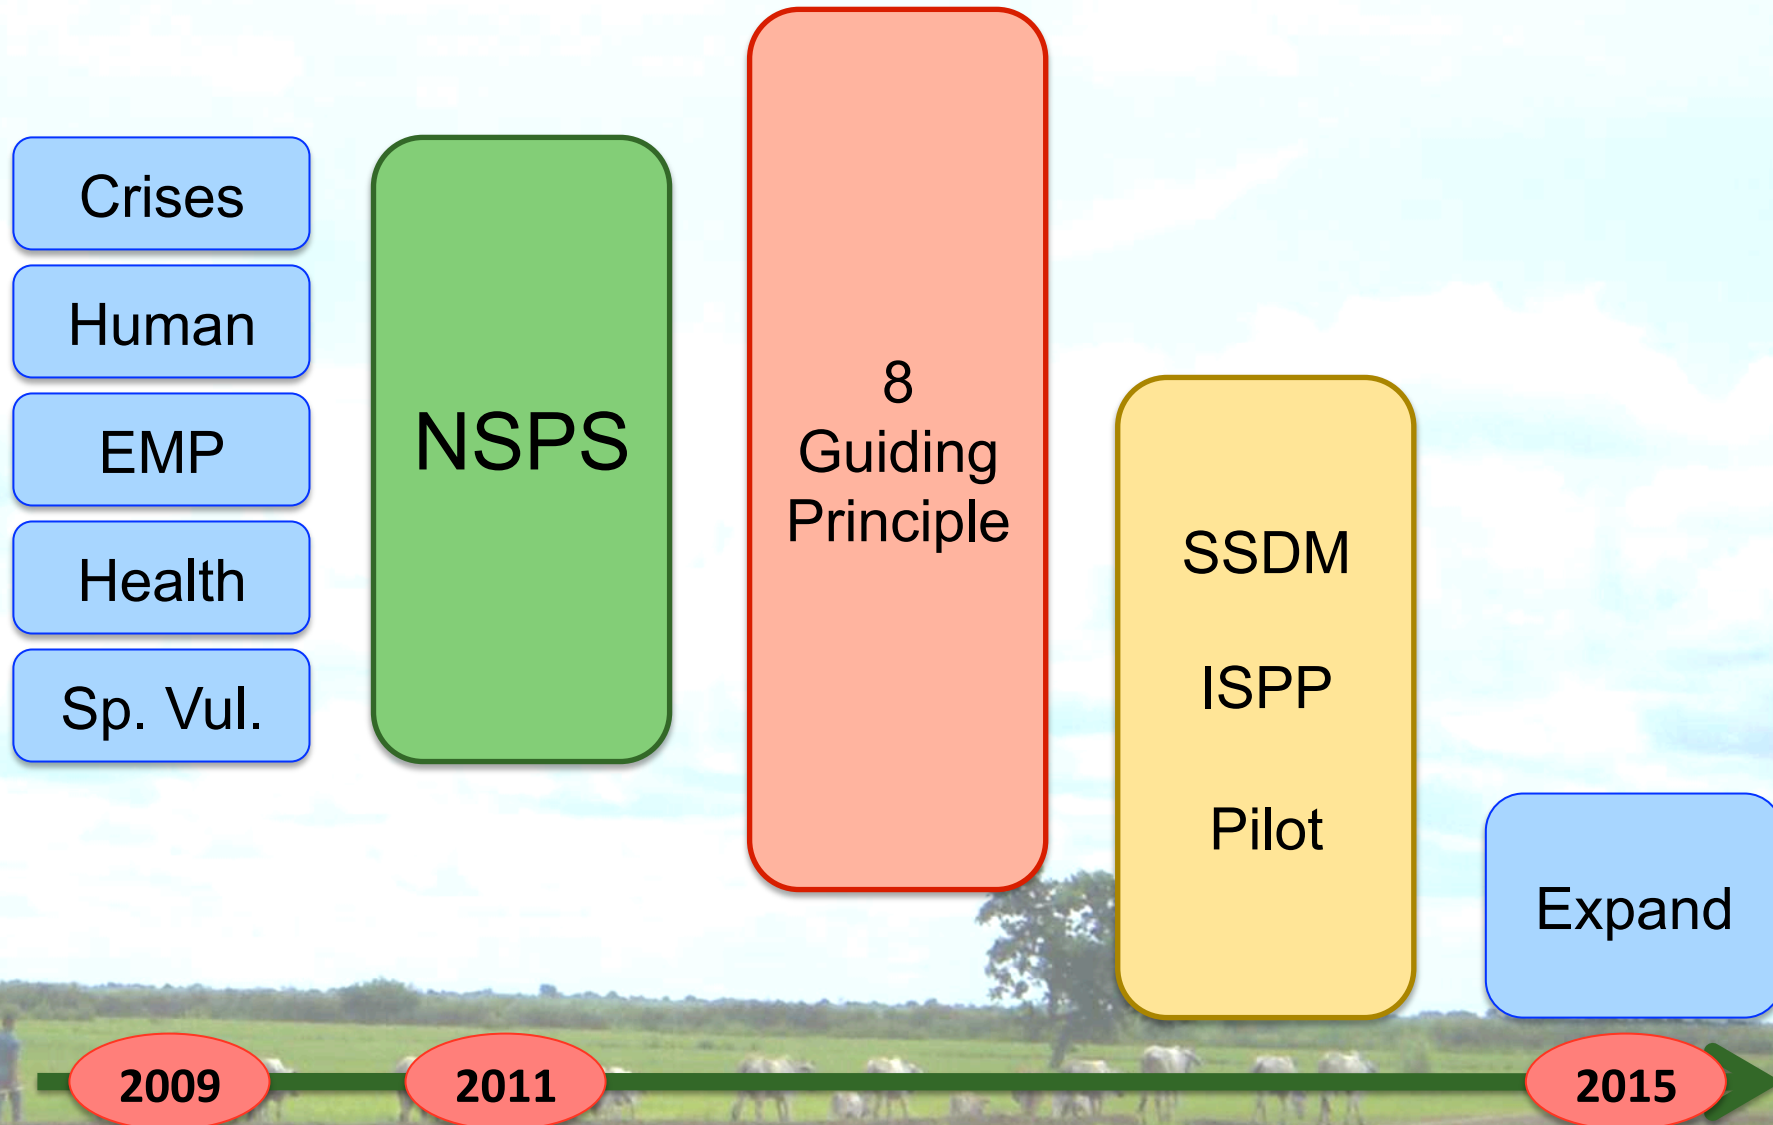 Crises
Human
EMP
Health
Sp. Vul.
NSPS
8
Guiding
Principle
SSDM
ISPP
Pilot
Expand
2009
2011
2015